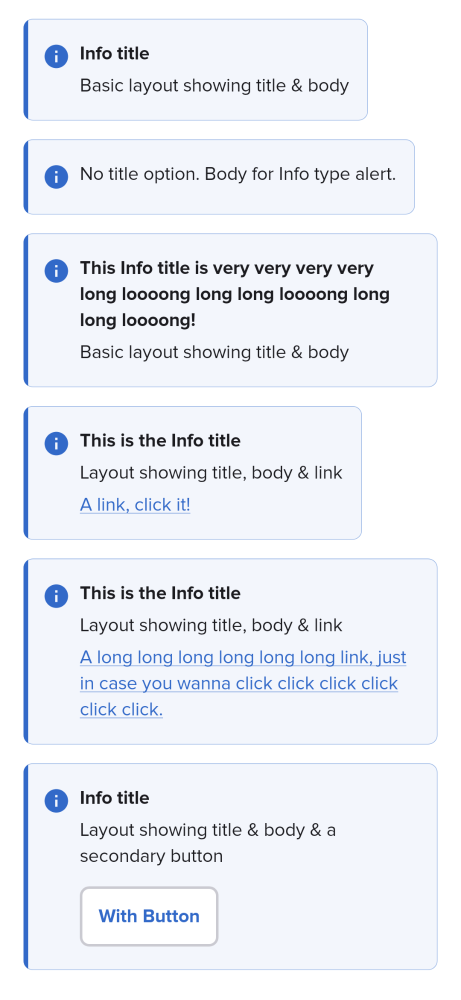 Info title
Basic layout showing title & body
No title option. Body for Info type alert.
This Info title is very very very very
long loooong long long loooong long
long loooong!
Basic layout showing title & body
This is the Info title
Layout showing title, body & link
A link, click it!
This is the Info title
Layout showing title, body & link
A long long long long long long link, just
in case you wanna click click click click
click click.
Info title
Layout showing title & body & a
secondary button
With Button